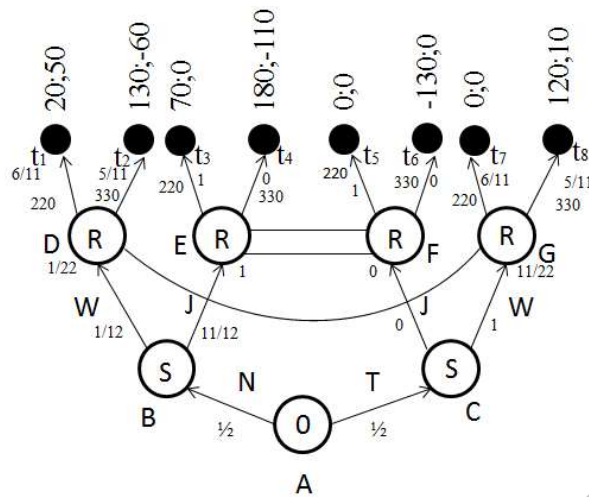 20;50 130;-60 70;0 180;-110 0;0 -130;0 0;0 120;10
t1 t2 t3 t4 t5 t6 t7 t8
6/11 5/11 1 0 1 0 6/11 5/11
220 330 220 330 220 330 220 330
D R E R R F R G
1/22 1 0 11/22
W J J W
1/12 11/12 0 1
S S
B N T C
½ 0 ½
A